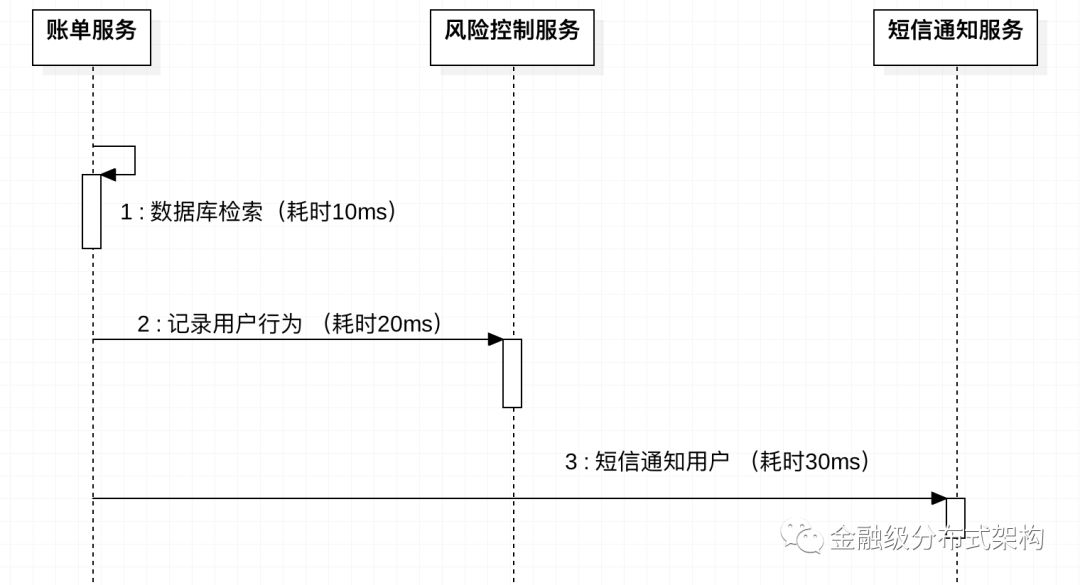 账单服务
风险控制服务
短信通知服务
1 : 数据库检索（耗时10ms）
2 : 记录用户行为 （耗时20ms）
3 : 短信通知用户 （耗时30ms）
金融级分布式架构